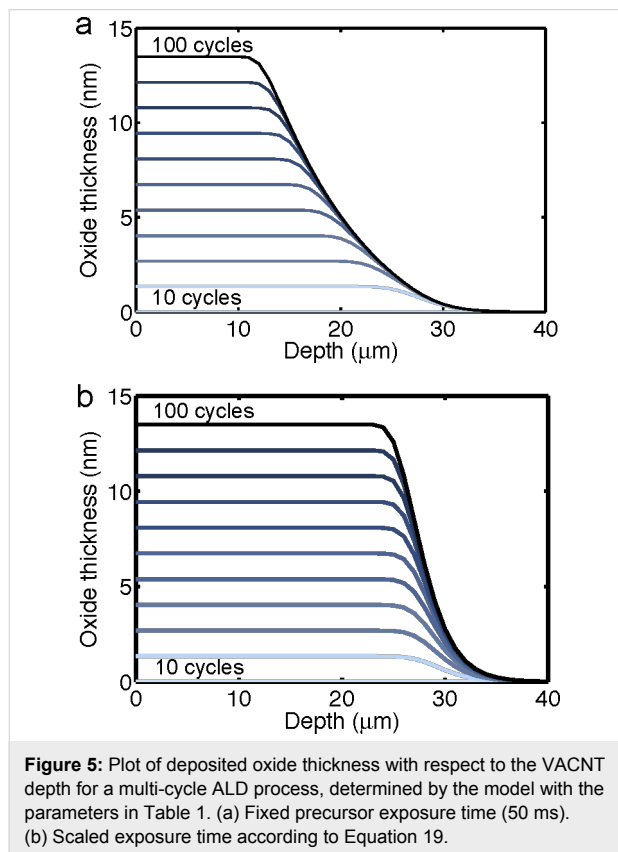 a
15
100 cycles
10
5
10 cycles
0
0 10 20 30 40
Oxide thickness (nm)
Depth (μm)
b
15
100 cycles
10
5
10 cycles
0
0 10 20 30 40
Oxide thickness (nm)
Depth (μm)
Figure 5: Plot of deposited oxide thickness with respect to the VACNT
depth for a multi-cycle ALD process, determined by the model with the
parameters in Table 1. (a) Fixed precursor exposure time (50 ms).
(b) Scaled exposure time according to Equation 19.